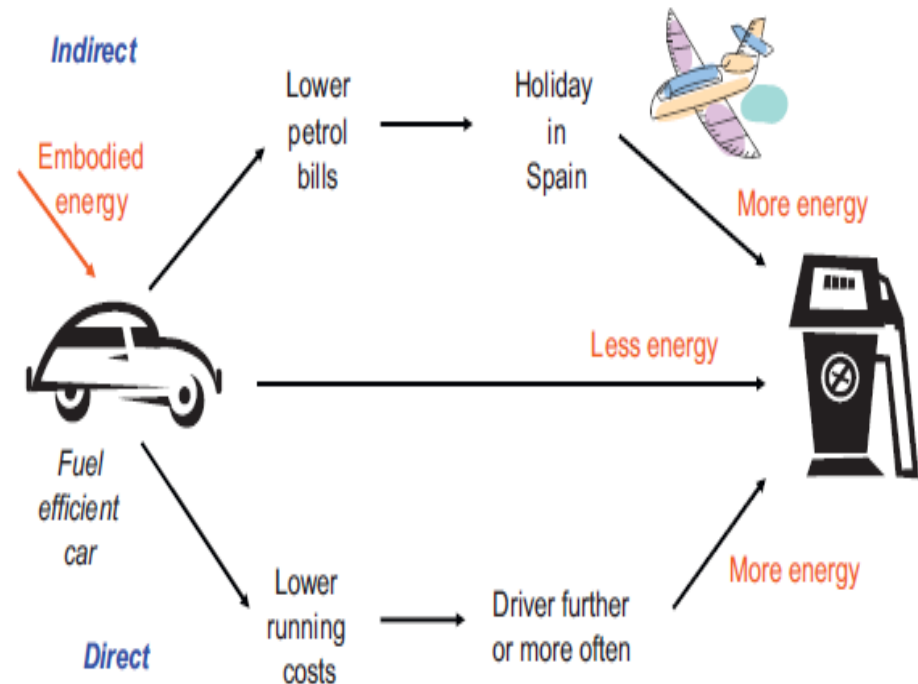 Indirect
Embodied
energy
Lower
petrol
bills
Holiday
in
Spain
More energy
Less energy
Fuel
efficient
car
Lower
running
costs
Driver further
or more often
More energy
Direct